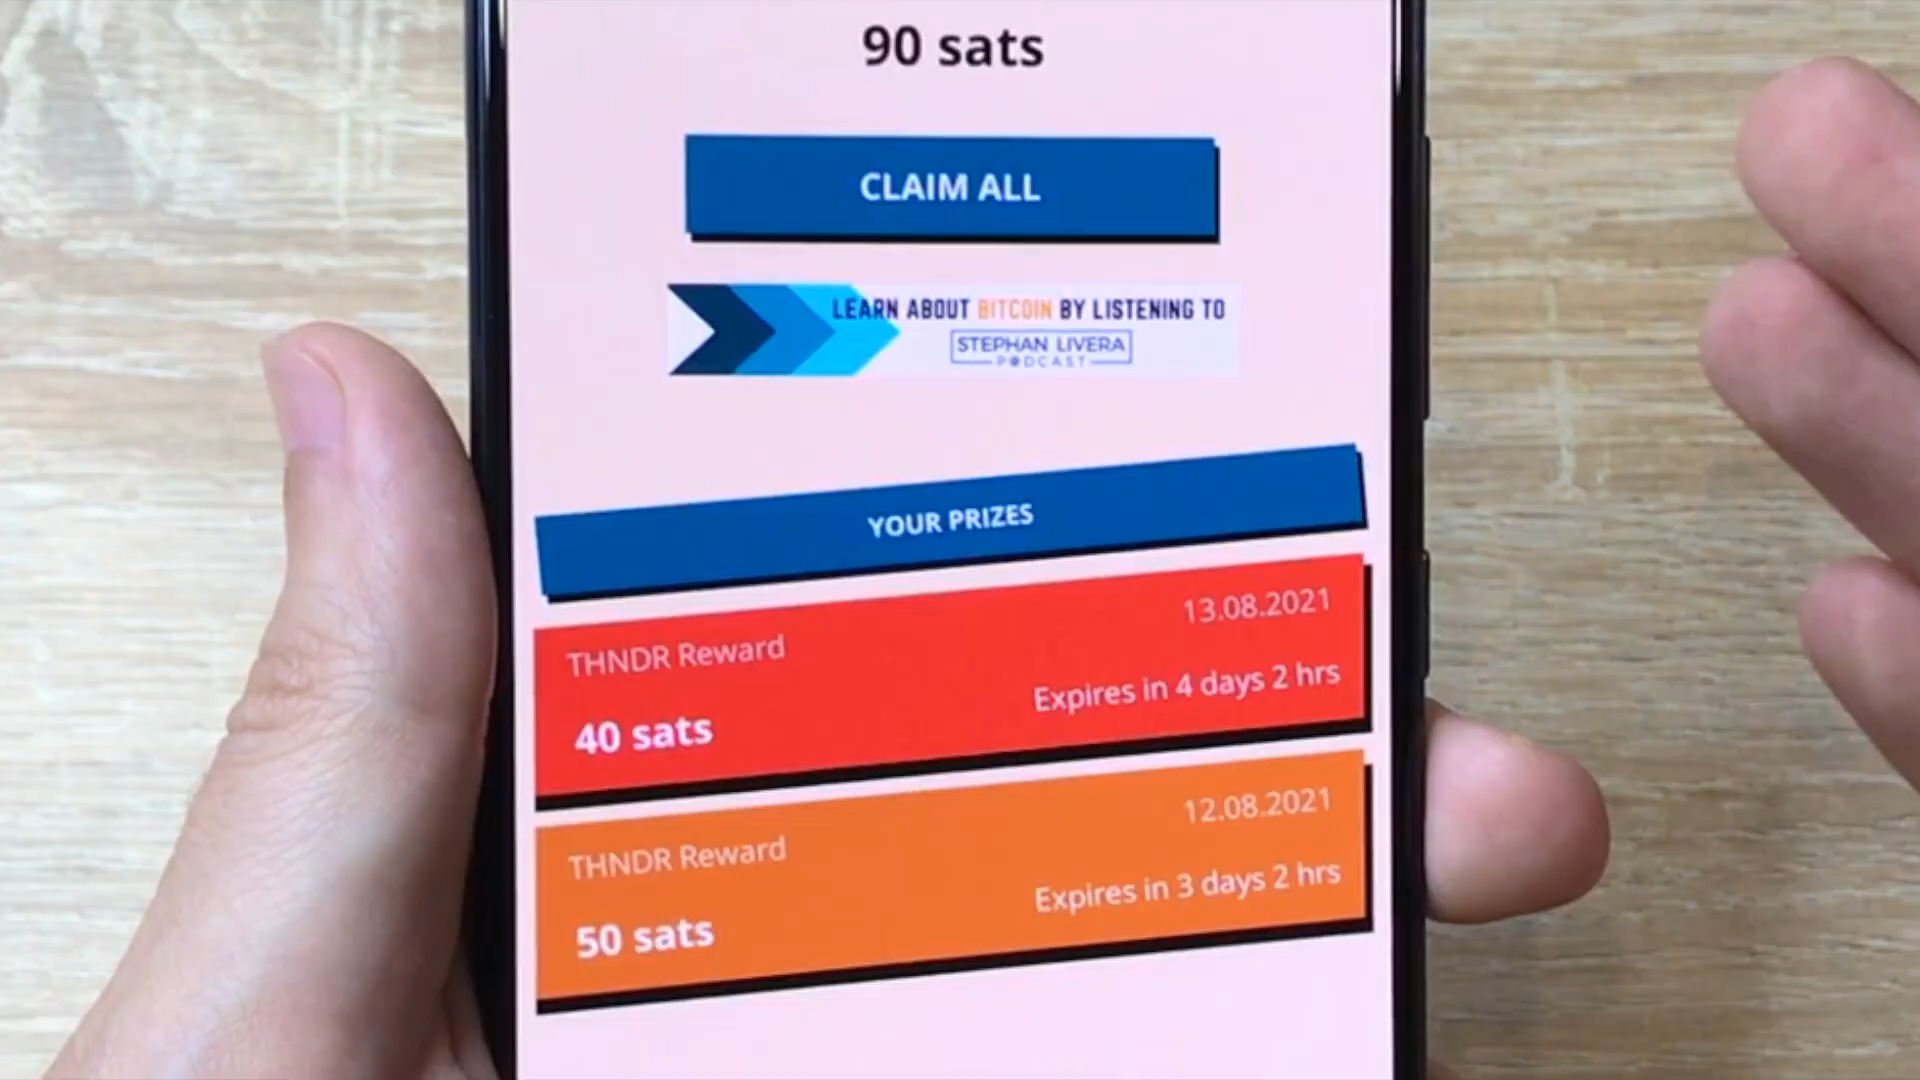 90 sats
CLAIM ALL
LEARN ABOUT BITCOIN BY LISTENING TO
STEPHAN LIVERA
PODCAST
YOUR PRIZES
13.08.2021
THNDR Reward
Expires in 4 days 2 hrs
40 sats
12.08.2021
THNDR Reward
Expires in 3 days 2 hrs
50 sats